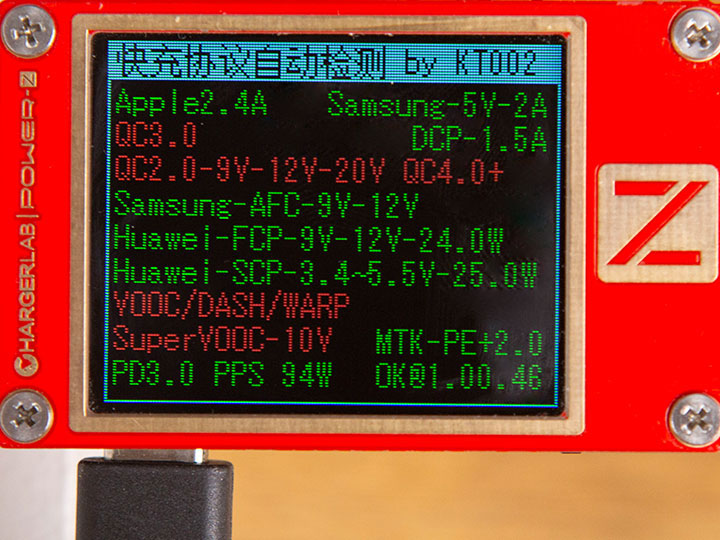 快充协议自动检测 by KT002
Apple2.4A Samsung-5V-2A
QC3.0 DCP-1.5A
QC2.0-9V-12V-20V QC4.0+
Samsung-AFC-9V-12V
Huawei-FCP-9V-12V-24.0W
Huawei-SCP-3.4~5.5V-25.0W
VOOC/DASH/WARP
SuperVOOC-10V MTK-PE+2.0
PD3.0 PPS 94W OK@1.00.46
CHARGERLAB | POWER Z
Z